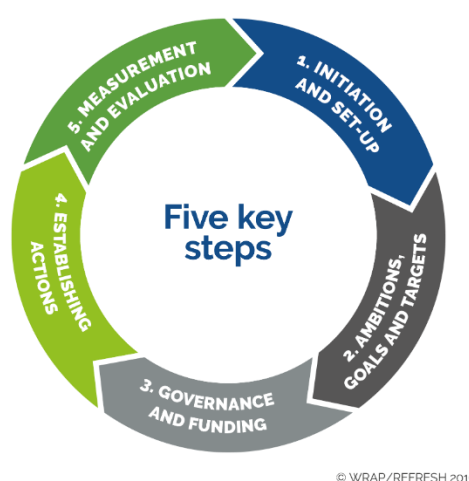 Five key
steps
1. INITIATION
AND SET-UP
2. AMBITIONS,
GOALS AND TARGETS
3. GOVERNANCE
AND FUNDING
4. ESTABLISHING
ACTIONS
5. MEASUREMENT
AND EVALUATION
© WRAP/REFRESH 201